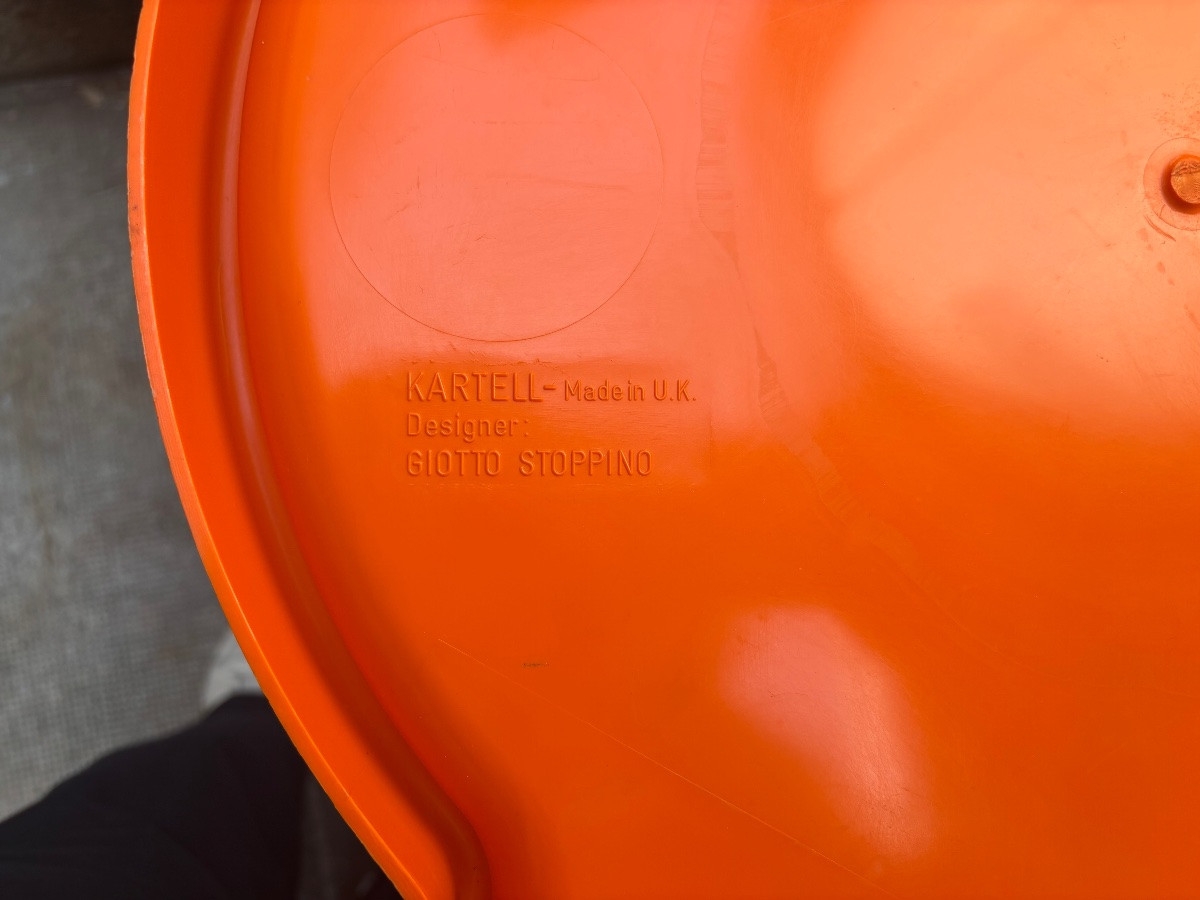 KARTELL- Made in U.K.
Designer:
GIOTTO STOPPINO